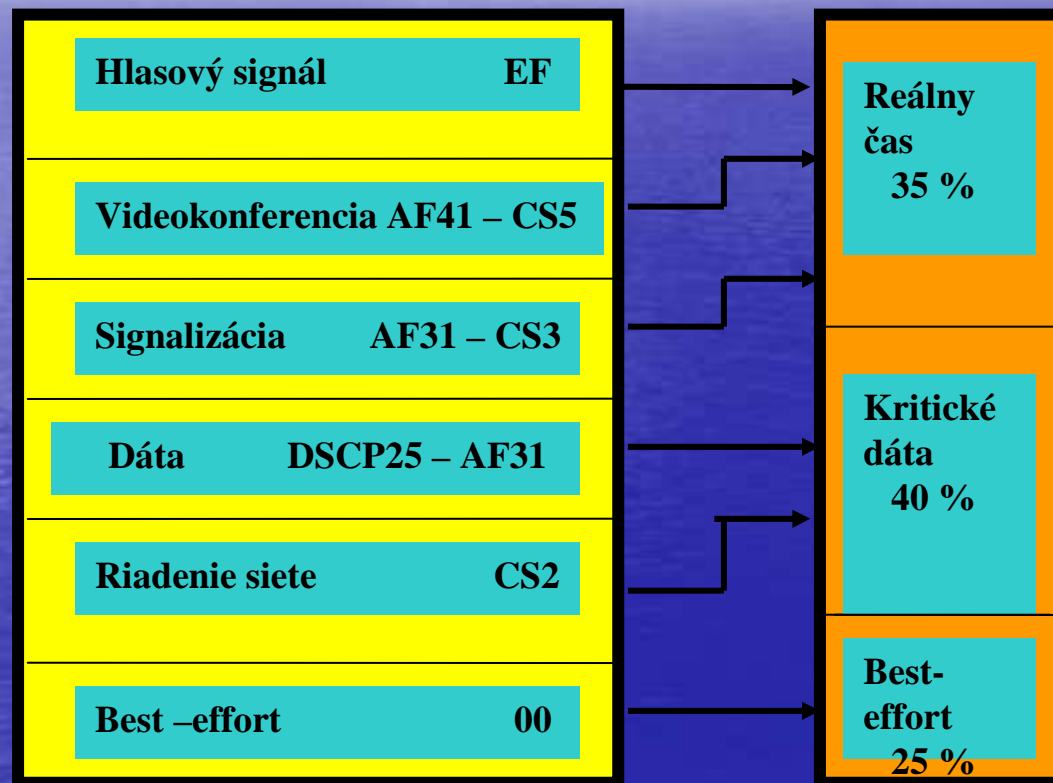 Hlasový signál EF
Videokonferencia AF41 – CS5
Signalizácia AF31 – CS3
Dáta DSCP25 – AF31
Riadenie siete CS2
Best –effort 00
Reálny
čas
35 %
Kritické
dáta
40 %
Best-
effort
25 %